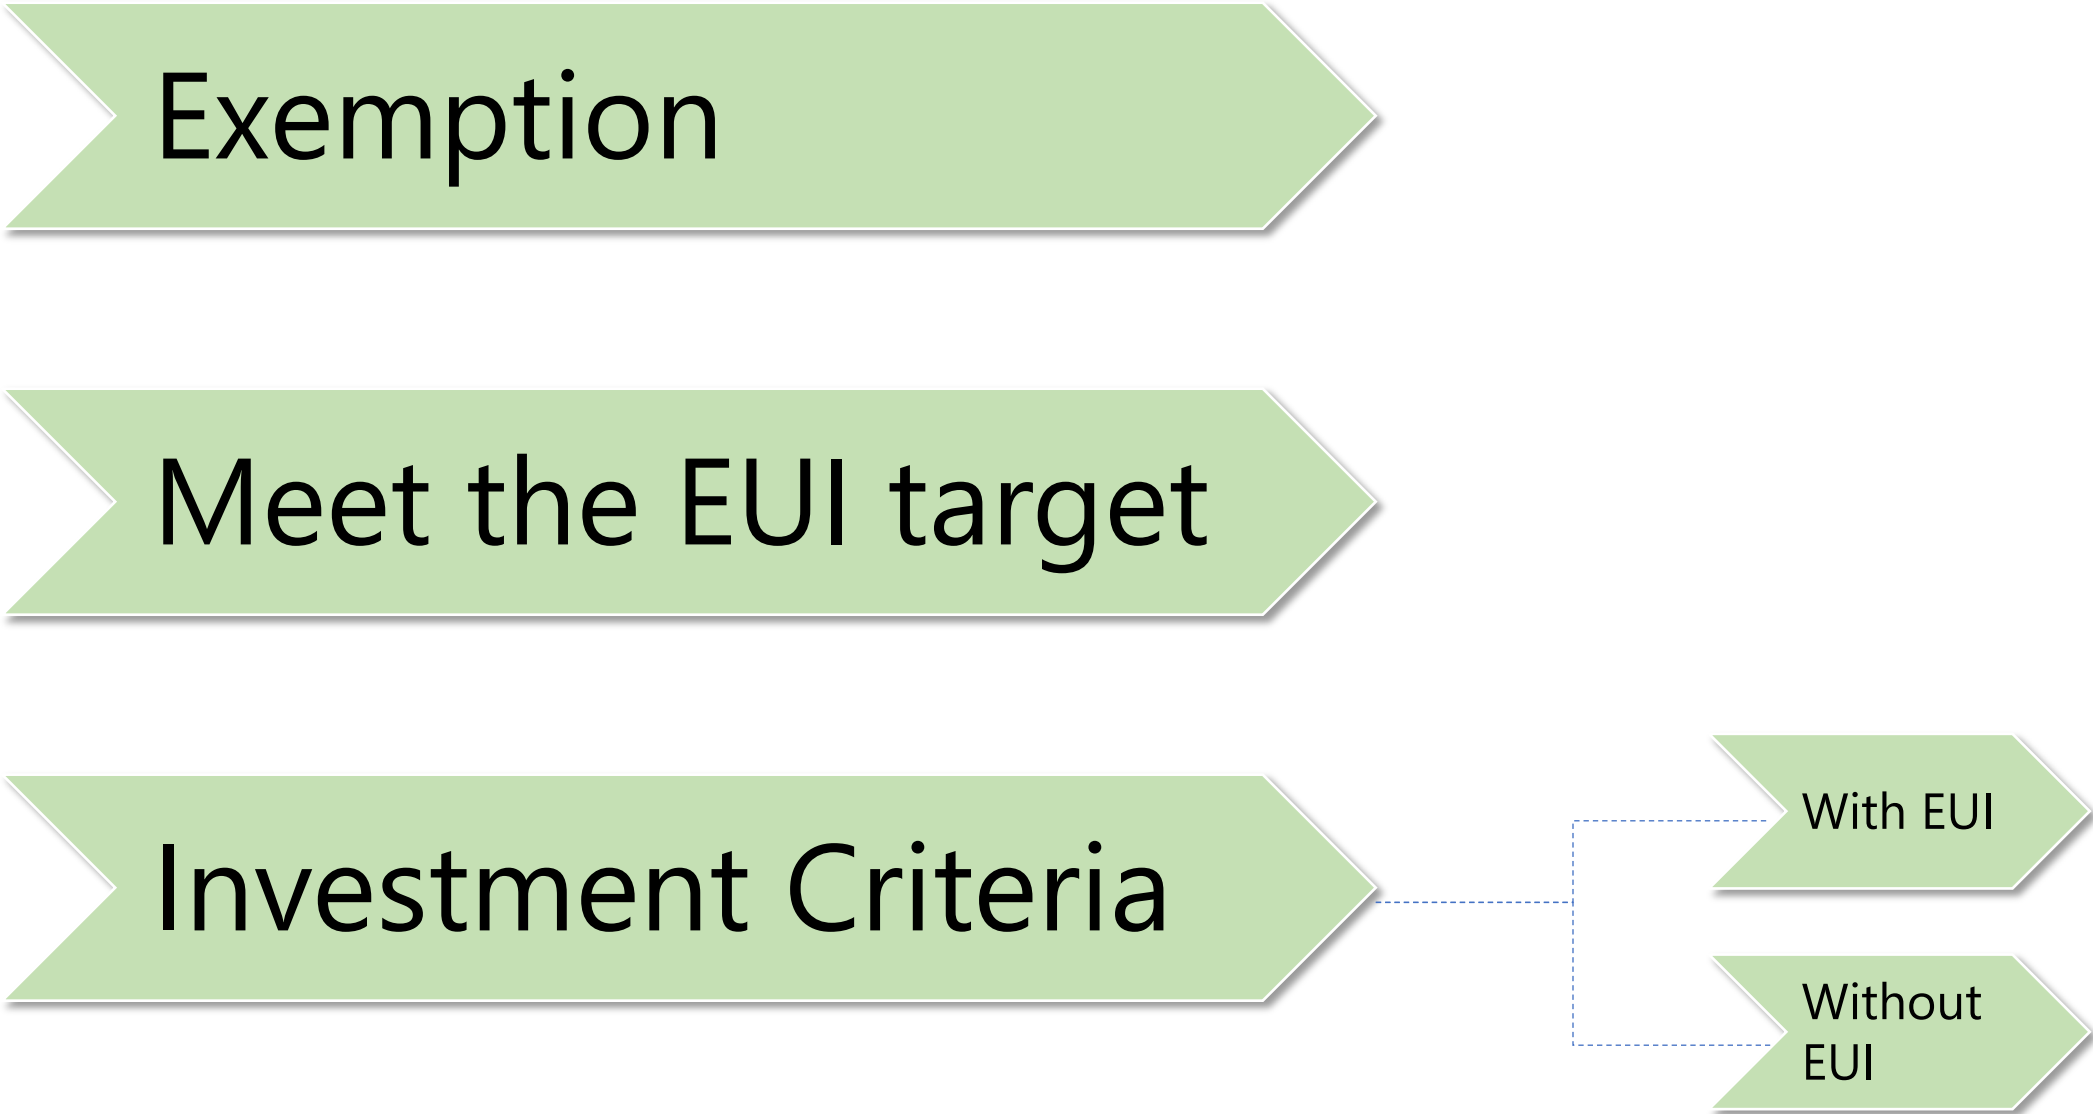 Exemption
Meet the EUI target
Investment Criteria
With EUI
Without
EUI